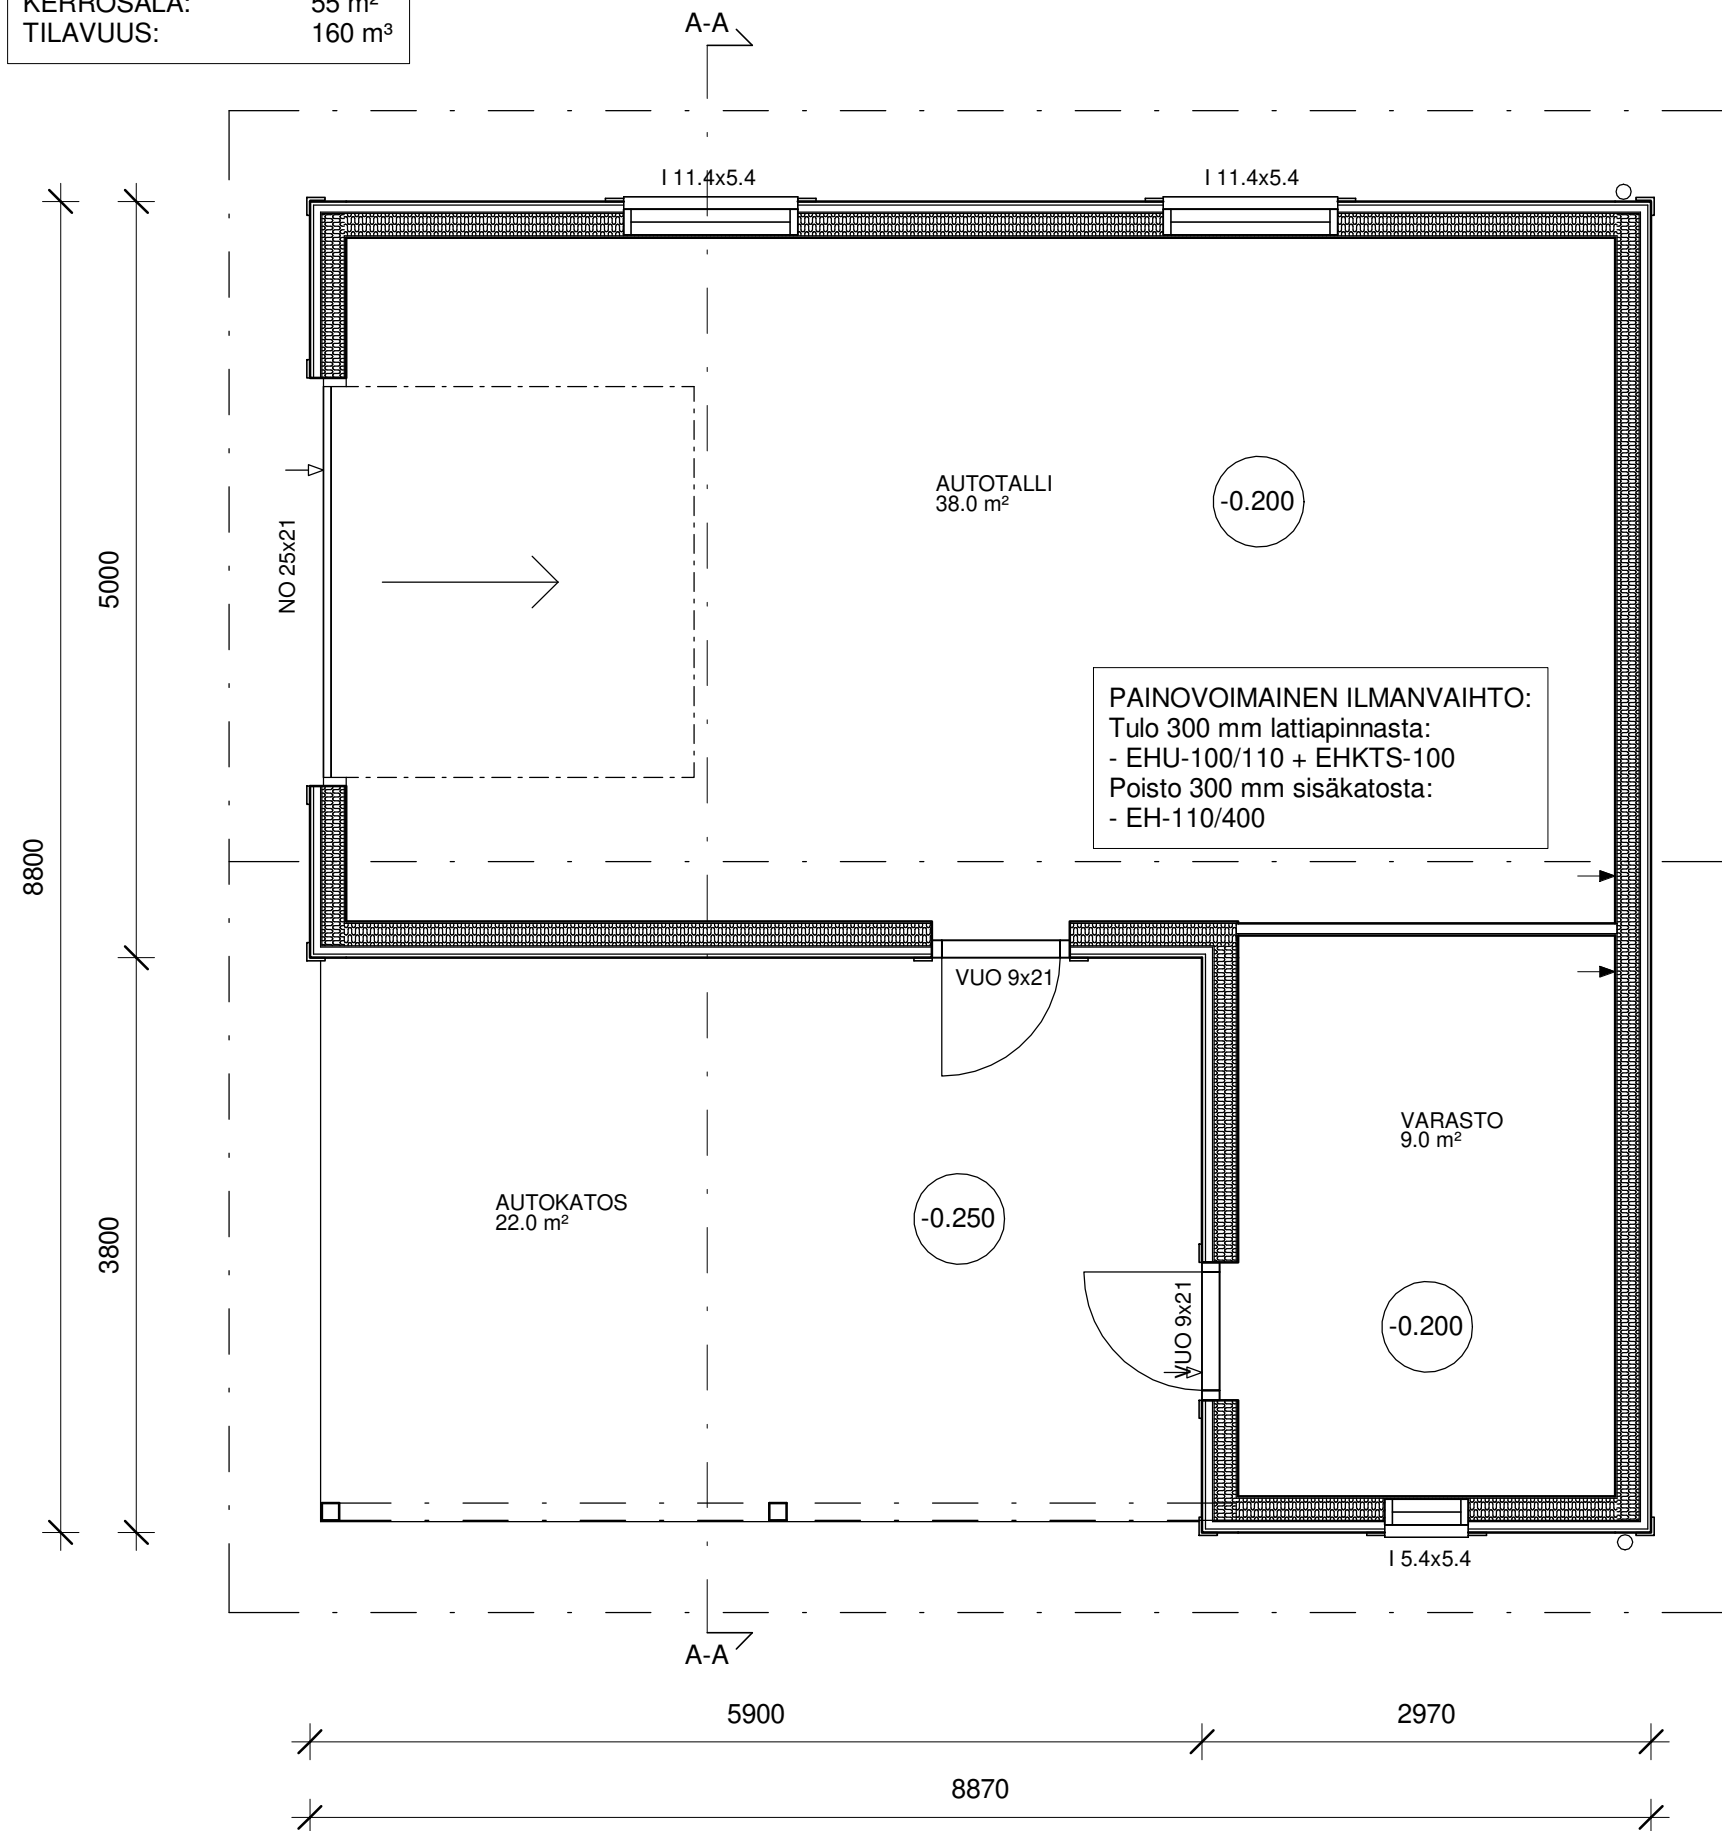 KERROSALA: 55 m²
TILAVUUS: 160 m³
A-A
I 11.4x5.4
I 11.4x5.4
AUTOTALLI
38.0 m²
-0.200
NO 25x21
5000
8800
PAINOVOIMAINEN ILMANVAIHTO:
Tulo 300 mm lattiapinnasta:
- EHU-100/110 + EHKTS-100
Poisto 300 mm sisäkatosta:
- EH-110/400
VUO 9x21
VARASTO
9.0 m²
AUTOKATOS
22.0 m²
-0.250
3800
VUO 9x21
-0.200
I 5.4x5.4
A-A
5900
2970
8870